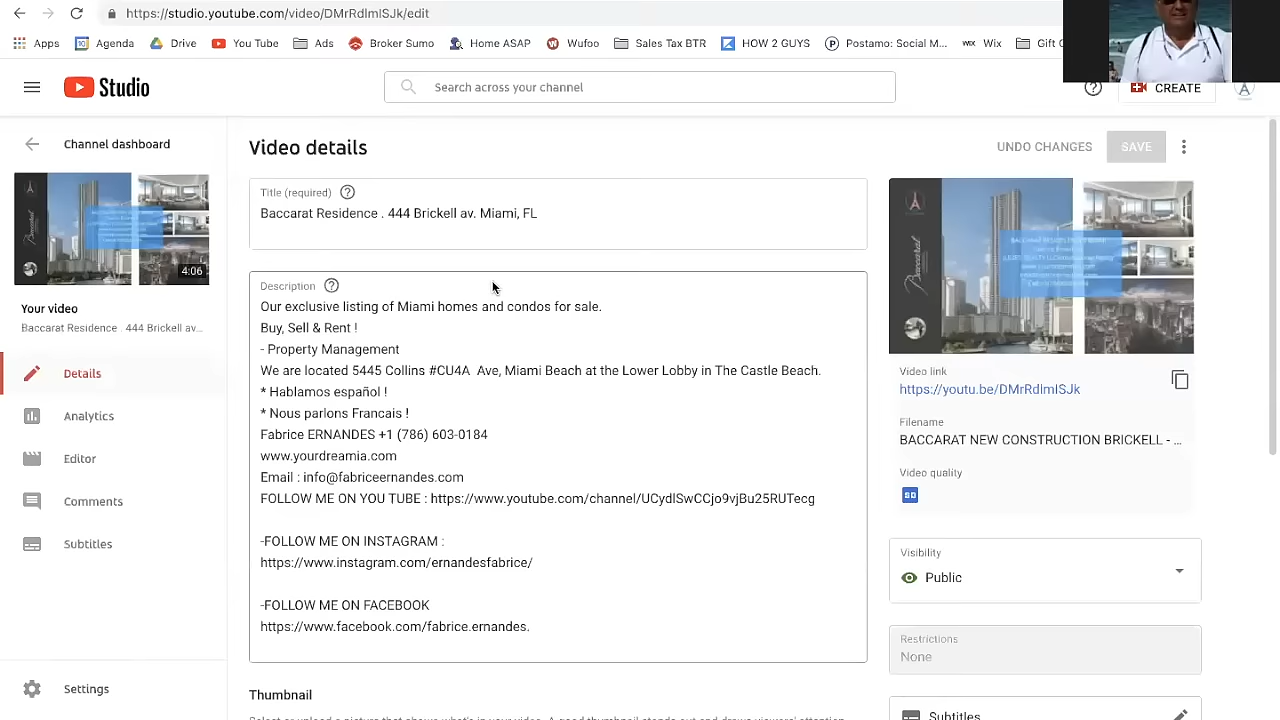 https://studio.youtube.com/video/DMrRdlmISJk/edit
Apps
Agenda
Drive
You Tube
Ads
Broker Sumo
Home ASAP
Wufoo
Sales Tax BTR
HOW 2 GUYS
Postamo: Social M...
WIX Wix
Gift C
Studio
Search across your channel
CREATE
Channel dashboard
Video details
UNDO CHANGES
SAVE
4:06
Your video
Baccarat Residence . 444 Brickell av...
Details
Analytics
Editor
Comments
Subtitles
Settings
Title (required)
Baccarat Residence . 444 Brickell av. Miami, FL
Description
Our exclusive listing of Miami homes and condos for sale.
Buy, Sell & Rent !
- Property Management
We are located 5445 Collins #CU4A  Ave, Miami Beach at the Lower Lobby in The Castle Beach.
* Hablamos español !
* Nous parlons Francais !
Fabrice ERNANDES +1 (786) 603-0184
www.yourdreamia.com
Email : info@fabriceernandes.com
FOLLOW ME ON YOU TUBE : https://www.youtube.com/channel/UCydlSwCCjo9vjBu25RUTecg
-FOLLOW ME ON INSTAGRAM :
https://www.instagram.com/ernandesfabrice/
-FOLLOW ME ON FACEBOOK
https://www.facebook.com/fabrice.ernandes.
Thumbnail
Baccarat
Video link
https://youtu.be/DMrRdlmISJk
Filename
BACCARAT NEW CONSTRUCTION BRICKELL - ...
Video quality
SD
Visibility
Public
Restrictions
None
Subtitles